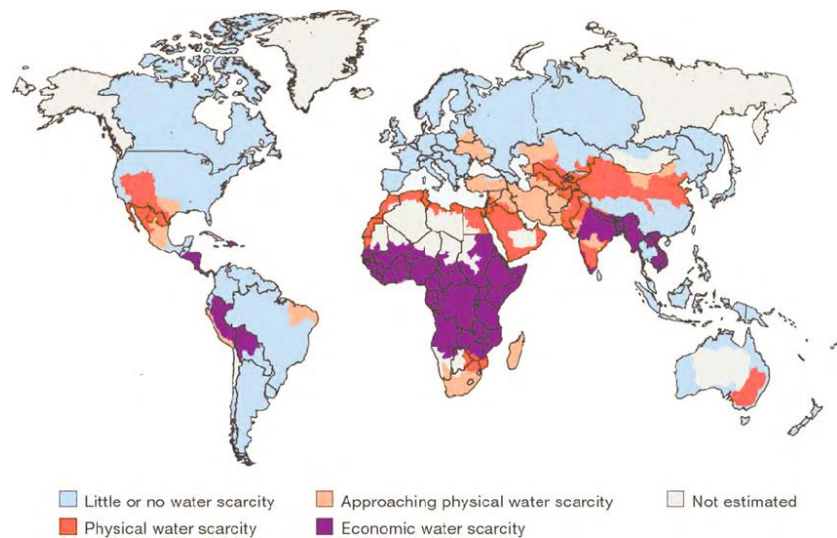 Little or no water scarcity Approaching physical water scarcity Not estimated
Physical water scarcity Economic water scarcity